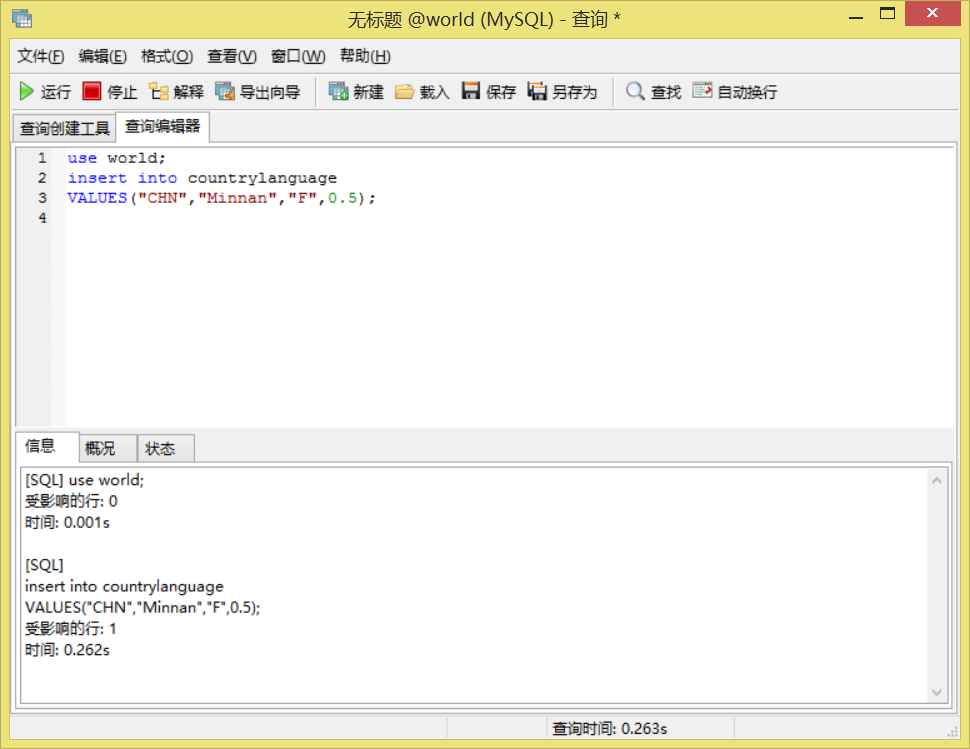 无标题 @world (MySQL) - 查询 *
文件(F) 编辑(E) 格式(O) 查看(V) 窗口(W) 帮助(H)
运行 停止 解释 导出向导 新建 载入 保存 另存为 查找 自动换行
查询创建工具 查询编辑器
1 use world;
2 insert into countrylanguage
3 VALUES("CHN","Minnan","F",0.5);
4
信息 概况 状态
[SQL] use world;
受影响的行: 0
时间: 0.001s
[SQL]
insert into countrylanguage
VALUES("CHN","Minnan","F",0.5);
受影响的行: 1
时间: 0.262s
查询时间: 0.263s